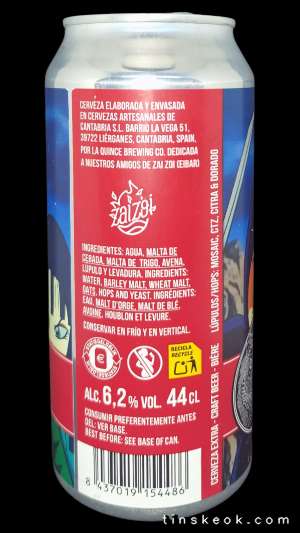 CERVEZA ELABORADA Y ENVASADA
EN CERVEZAS ARTESANALES DE
CANTABRIA S.L. BARRIO LA VEGA 51,
39722 LIÉRGANES. CANTABRIA, SPAIN,
POR LA QUINCE BREWING CO. DEDICADA
A NUESTROS AMIGOS DE ZAI ZOI (EIBAR)
ZAIZOI
INGREDIENTES: AGUA, MALTA DE
CEBADA, MALTA DE TRIGO, AVENA,
LÚPULO Y LEVADURA. INGREDIENTS:
WATER, BARLEY MALT, WHEAT MALT,
OATS, HOPS AND YEAST. INGRÉDIENTS:
EAU, MALT D'ORGE, MALT DE BLÉ,
AVOINE, HOUBLON ET LEVURE.
CONSERVAR EN FRÍO Y EN VERTICAL.
RECICLA
RECYCLE
ALC. 6,2% VOL. 44 CL
CONSUMIR PREFERENTEMENTE ANTES
DEL: VER BASE.
BEST BEFORE: SEE BASE OF CAN.
8 437019 154486
CERVEZA EXTRA - CRAFT BEER - BIÈRE
LÚPULOS/HOPS: MOSAIC, CTZ, CITRA & DORADO
tinskeok.com